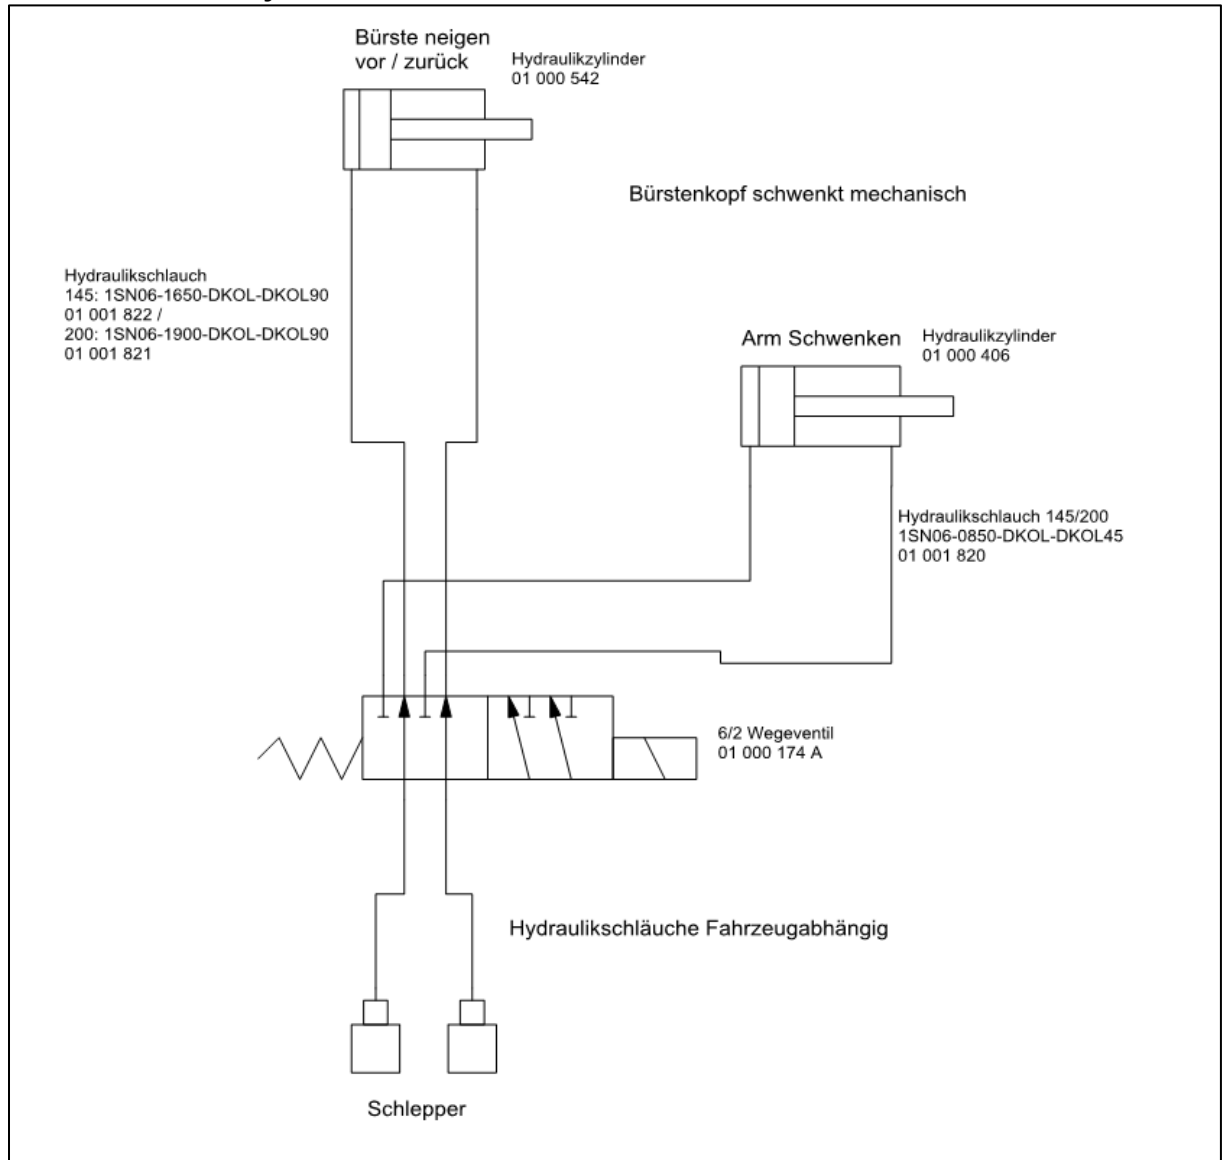 Bürste neigen
vor / zurück
Hydraulikzylinder
01 000 542
Bürstenkopf schwenkt mechanisch
Hydraulikschlauch
145: 1SN06-1650-DKOL-DKOL90
01 001 822 /
200: 1SN06-1900-DKOL-DKOL90
01 001 821
Arm Schwenken
Hydraulikzylinder
01 000 406
Hydraulikschlauch 145/200
1SN06-0850-DKOL-DKOL45
01 001 820
6/2 Wegeventil
01 000 174 A
Hydraulikschläuche Fahrzeugabhängig
Schlepper